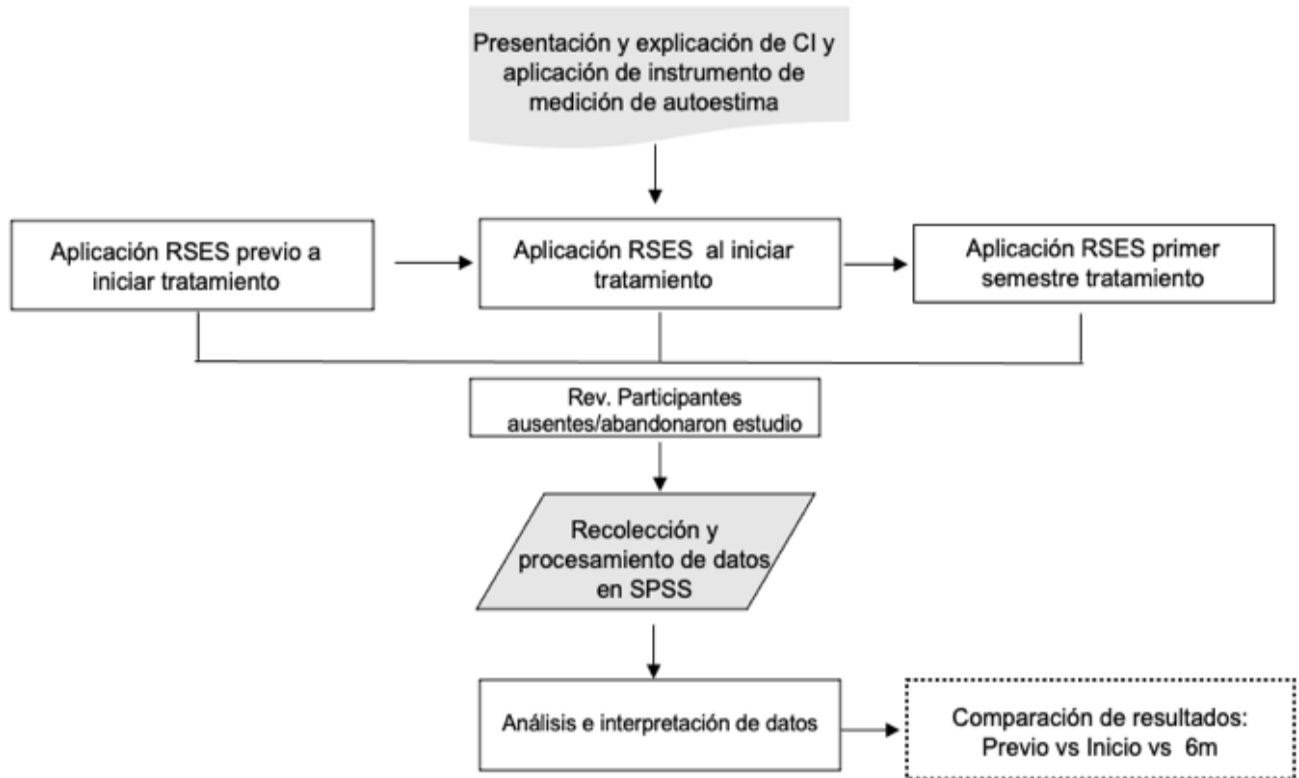 Presentación y explicación de CI y
aplicación de instrumento de
medición de autoestima
Aplicación RSES previo a
iniciar tratamiento
Aplicación RSES al iniciar
tratamiento
Aplicación RSES primer
semestre tratamiento
Rev. Participantes
ausentes/abandonaron estudio
Recolección y
procesamiento de datos
en SPSS
Análisis e interpretación de datos
Comparación de resultados:
Previo vs Inicio vs 6m